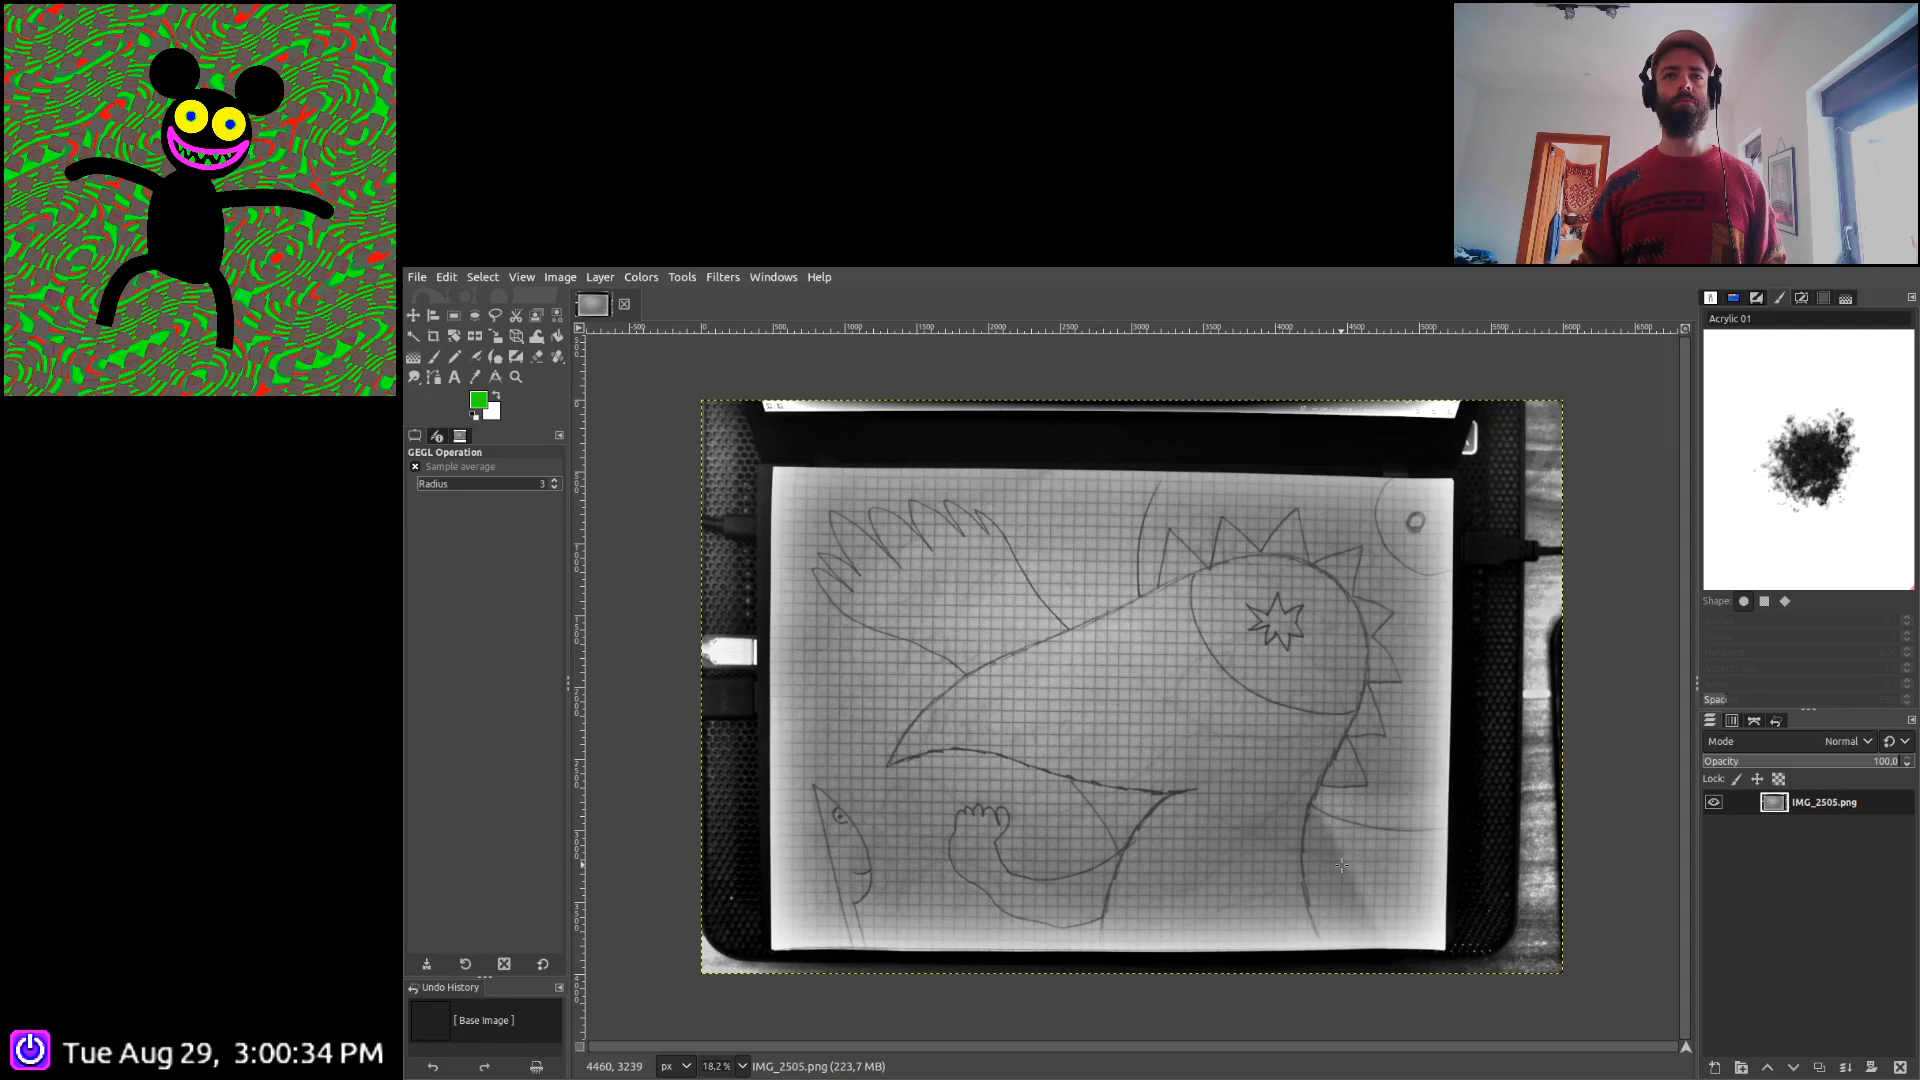 File Edit Select View Image Layer Colors Tools Filters Windows Help
Acrylic 01
GEGL Operation
Sample average
Radius 3
Shape:
Mode Normal
Opacity 100,0
Lock:
IMG_2505.png
Undo History
[ Base Image ]
Tue Aug 29, 3:00:34 PM
4460, 3239 px 18,2 % IMG_2505.png (223,7 MB)